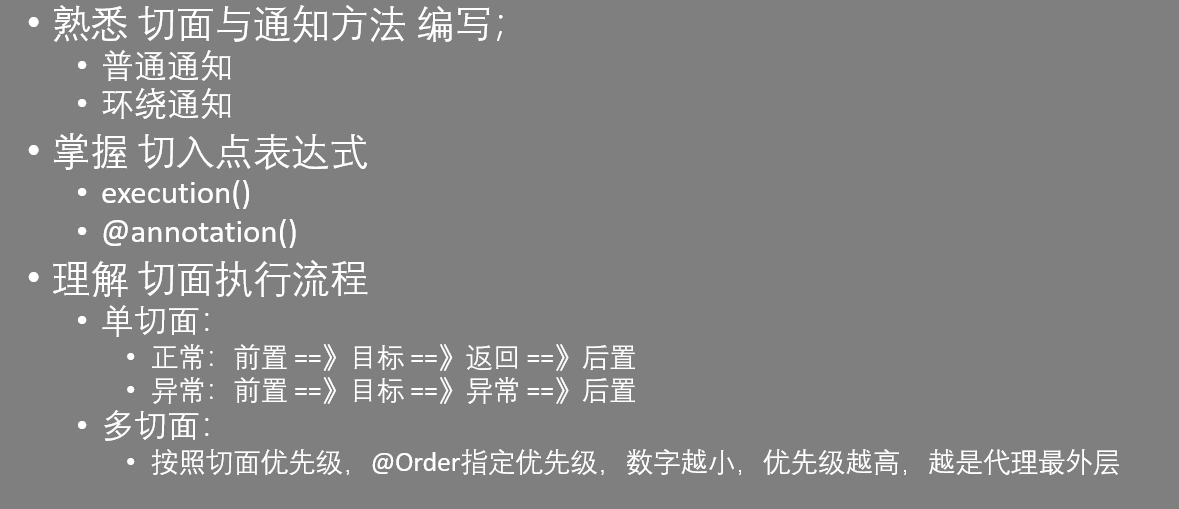 • 熟悉 切面与通知方法 编写；
• 普通通知
• 环绕通知
• 掌握 切入点表达式
• execution()
• @annotation()
• 理解 切面执行流程
• 单切面：
• 正常：前置 ==》目标 ==》返回 ==》后置
• 异常：前置 ==》目标 ==》异常 ==》后置
• 多切面：
• 按照切面优先级，@Order指定优先级，数字越小，优先级越高，越是代理最外层